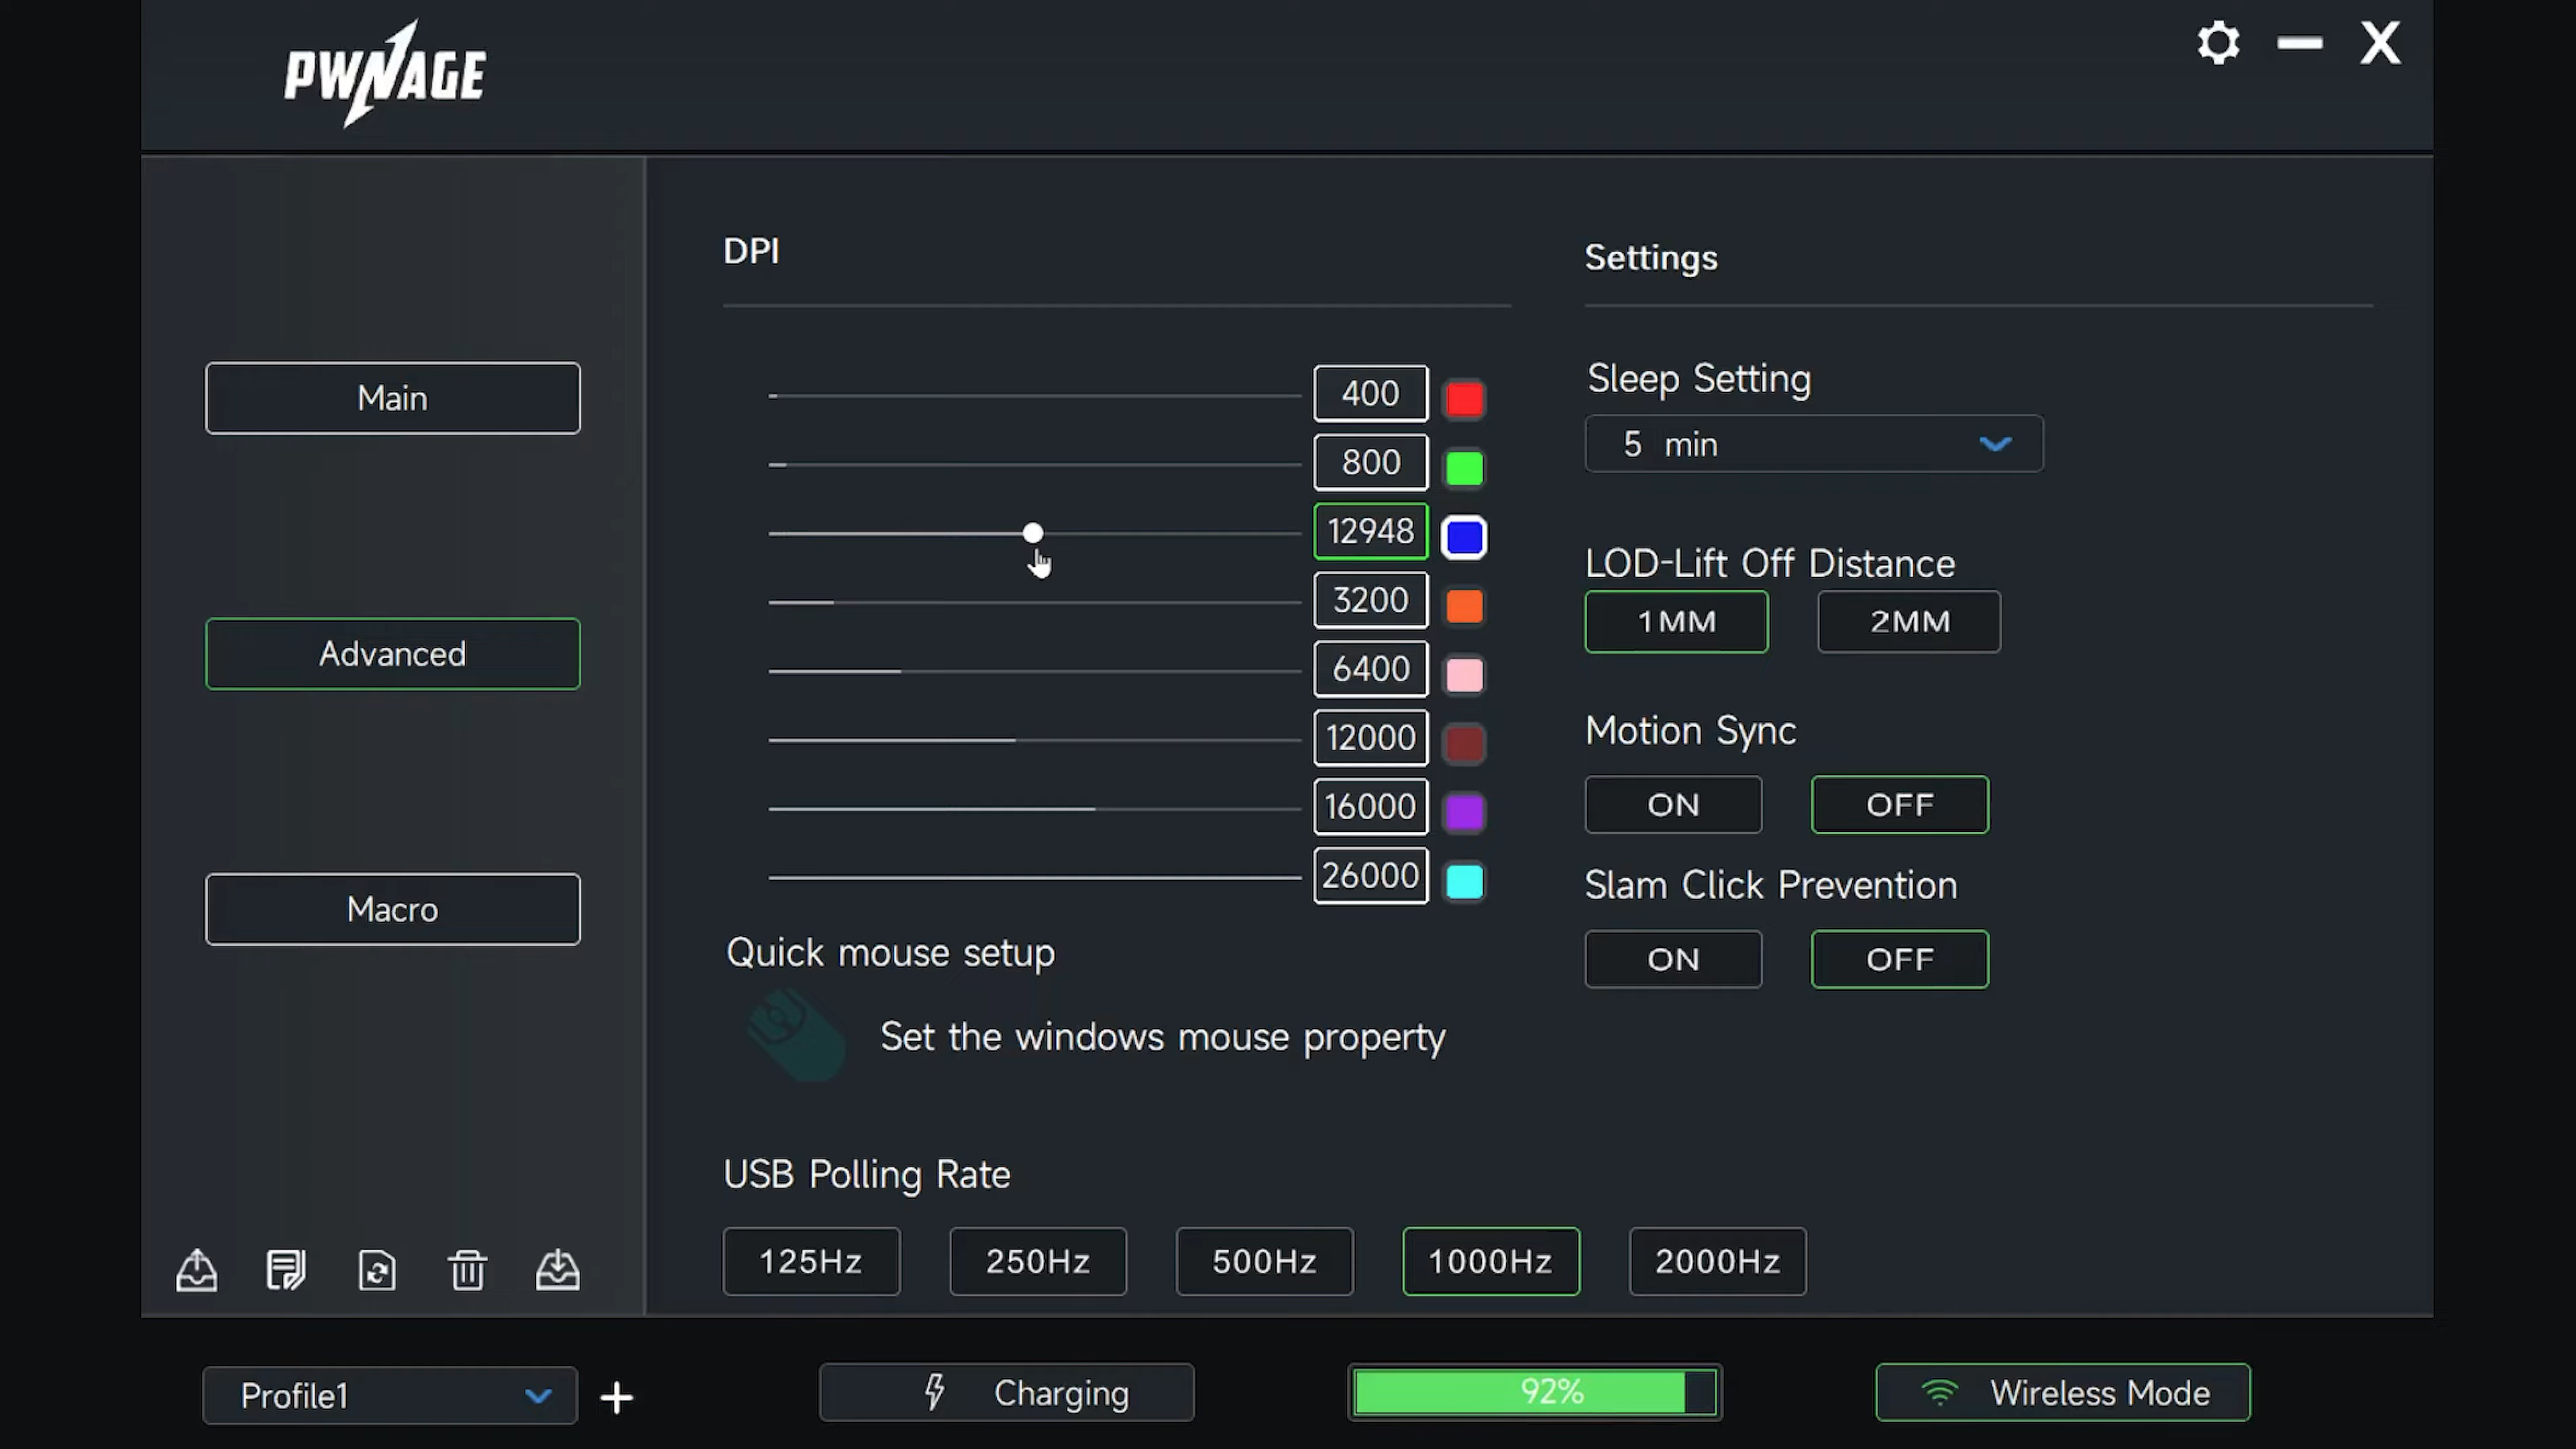 PWNAGE
X
Main
Advanced
Macro
DPI
400
800
12948
3200
6400
12000
16000
26000
Quick mouse setup
Set the windows mouse property
USB Polling Rate
125Hz
250Hz
500Hz
1000Hz
2000Hz
Settings
Sleep Setting
5 min
LOD-Lift Off Distance
1MM
2MM
Motion Sync
ON
OFF
Slam Click Prevention
ON
OFF
Profile1
Charging
92%
Wireless Mode